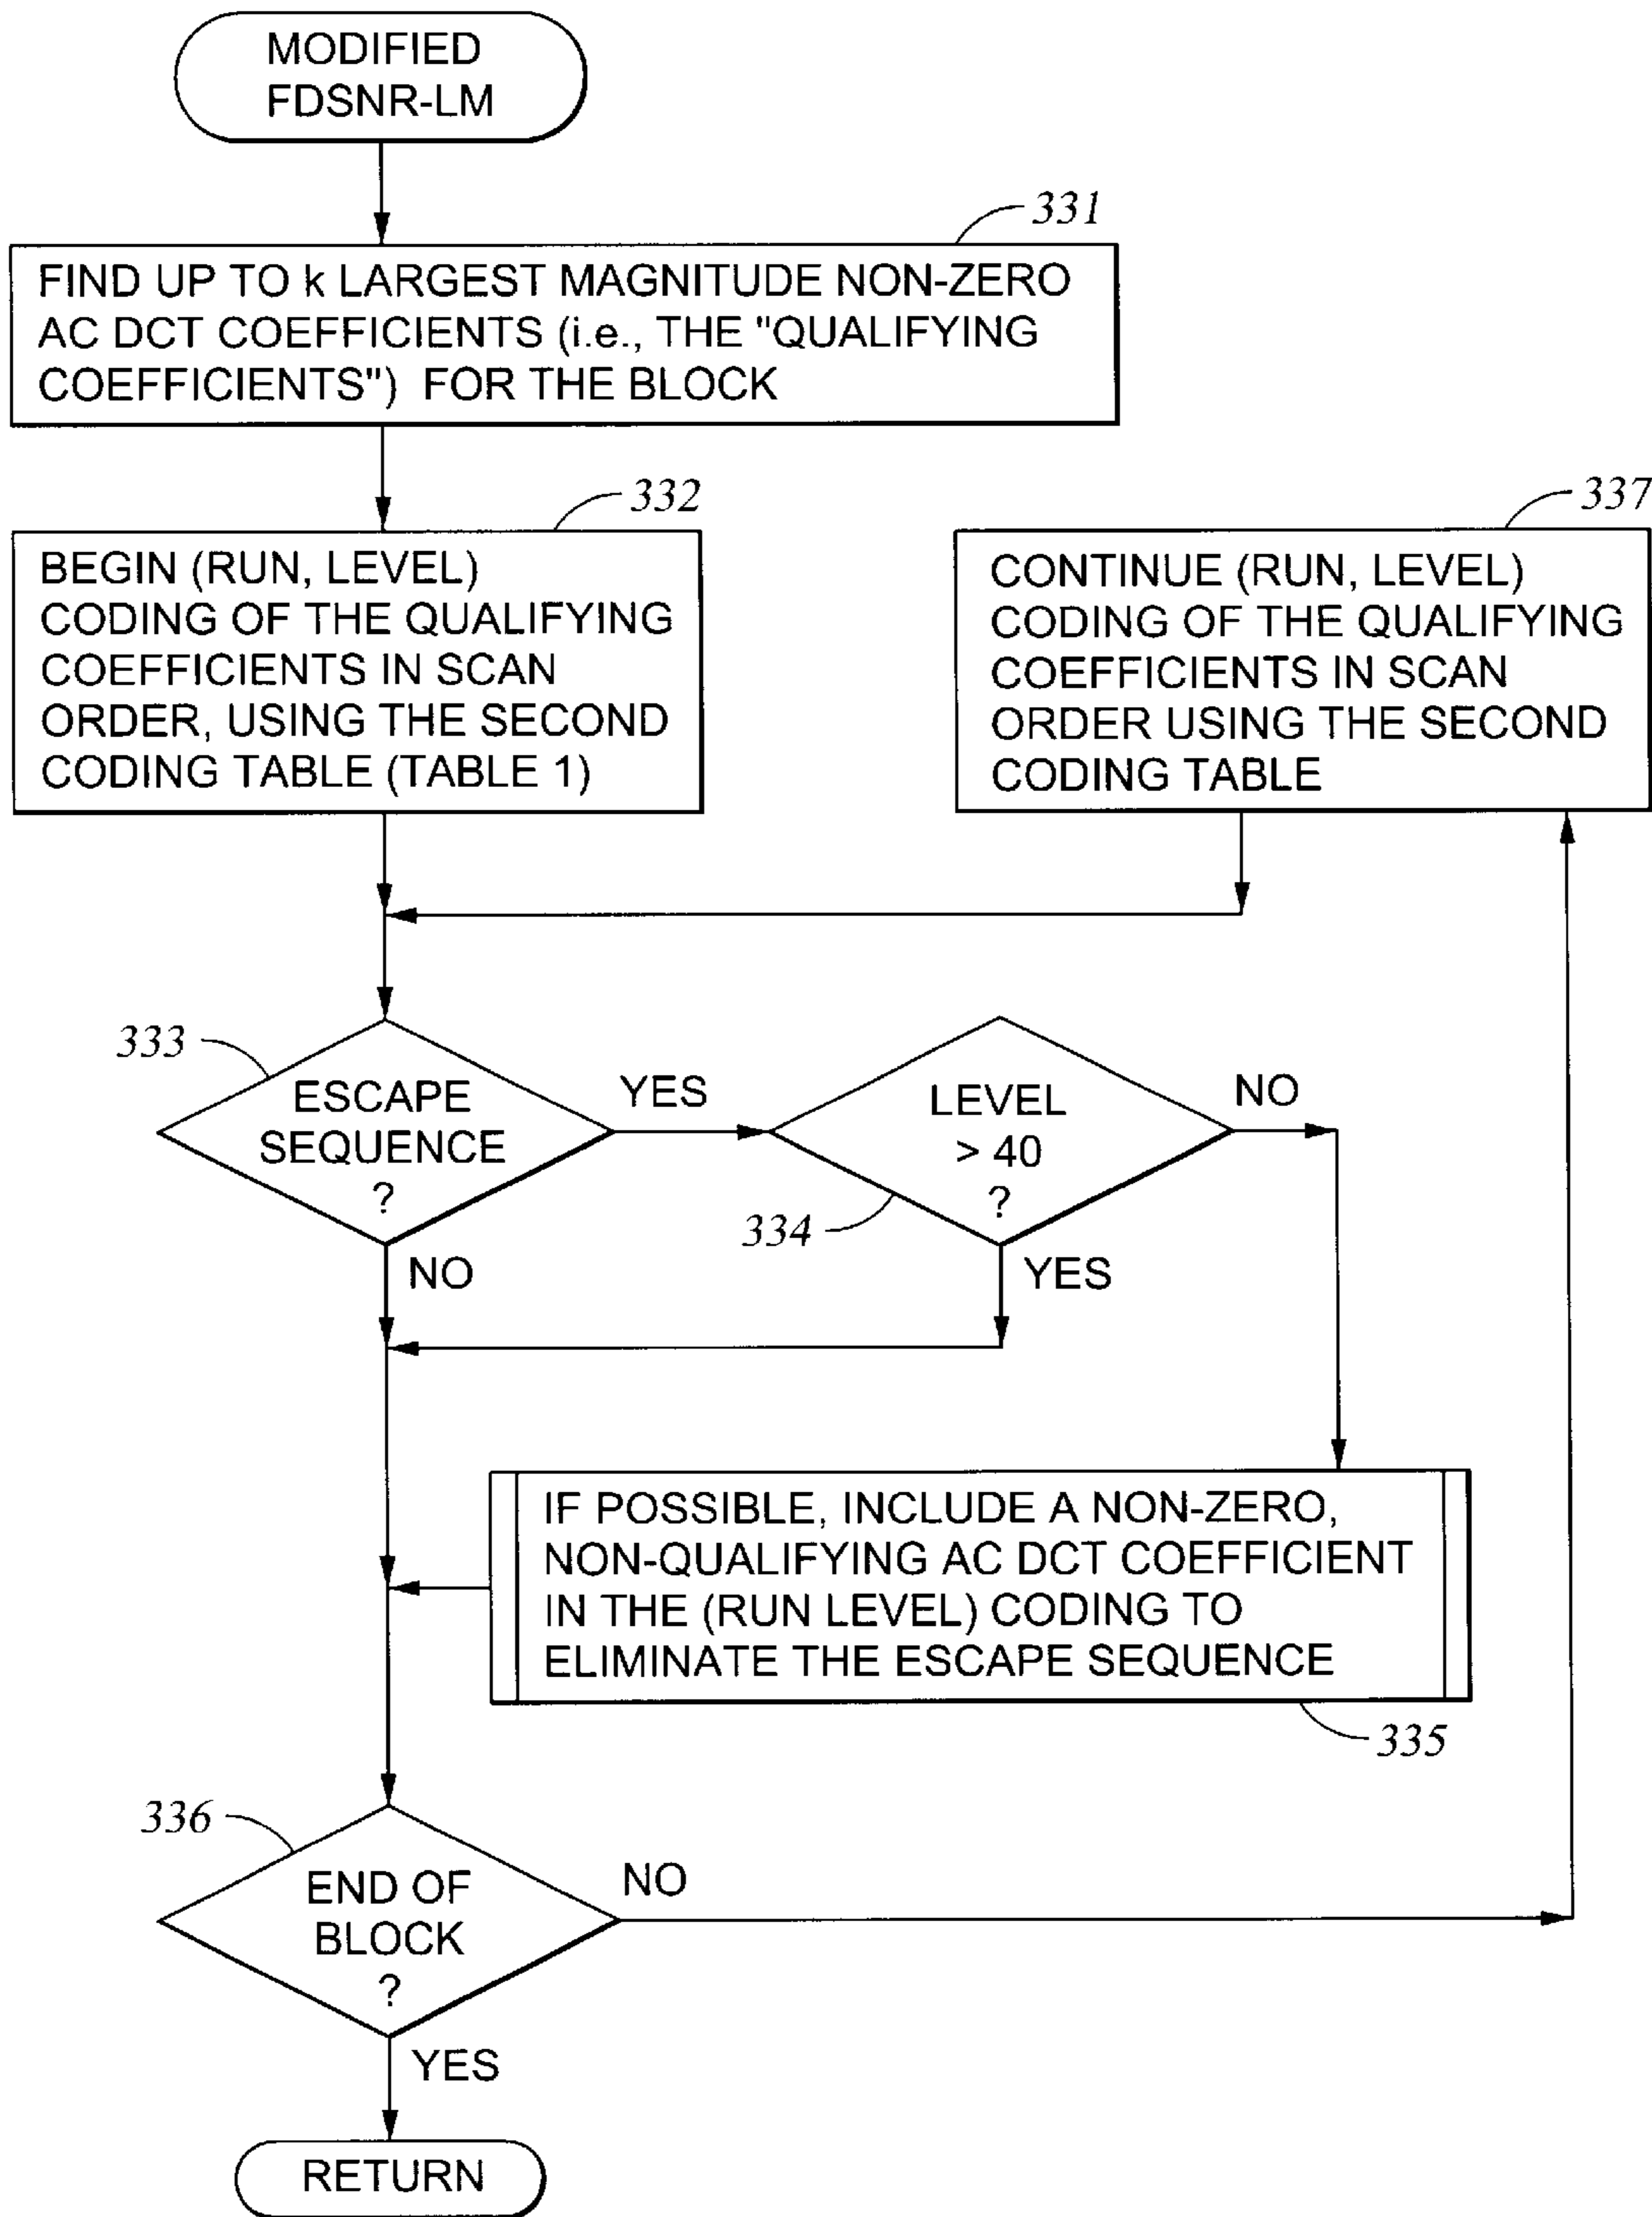 MODIFIED
FDSNR-LM
331
FIND UP TO k LARGEST MAGNITUDE NON-ZERO
AC DCT COEFFICIENTS (i.e., THE "QUALIFYING
COEFFICIENTS") FOR THE BLOCK
332
BEGIN (RUN, LEVEL)
CODING OF THE QUALIFYING
COEFFICIENTS IN SCAN
ORDER, USING THE SECOND
CODING TABLE (TABLE 1)
337
CONTINUE (RUN, LEVEL)
CODING OF THE QUALIFYING
COEFFICIENTS IN SCAN
ORDER USING THE SECOND
CODING TABLE
333
ESCAPE
SEQUENCE
?
YES
NO
334
LEVEL
> 40
?
NO
YES
IF POSSIBLE, INCLUDE A NON-ZERO,
NON-QUALIFYING AC DCT COEFFICIENT
IN THE (RUN LEVEL) CODING TO
ELIMINATE THE ESCAPE SEQUENCE
335
336
END OF
BLOCK
?
NO
YES
RETURN